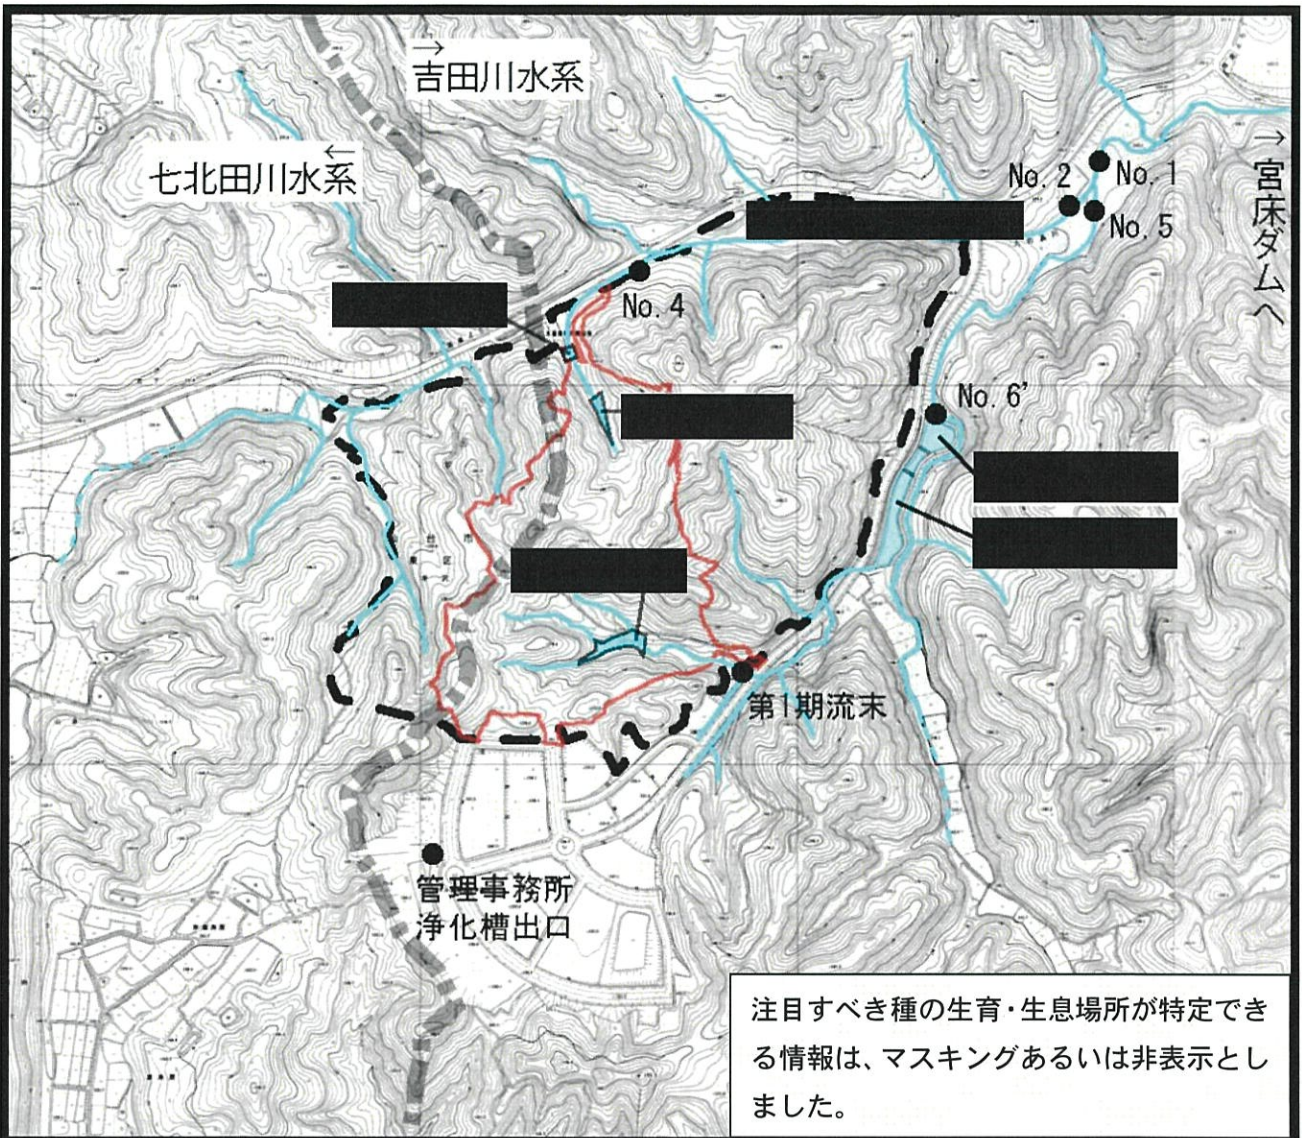 →
吉田川水系
←
七北田川水系
No. 2
No. 1
No. 5
→
宮床ダムへ
No. 4
No. 6'
第1期流末
管理事務所
浄化槽出口
注目すべき種の生育・生息場所が特定でき
る情報は、マスキングあるいは非表示とし
ました。